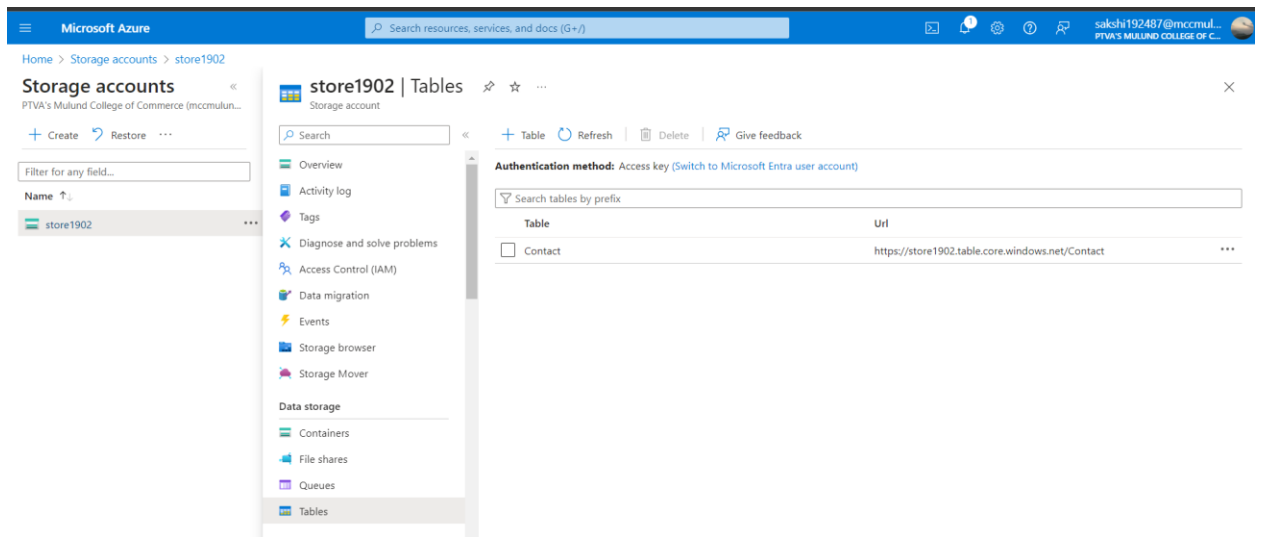 Microsoft Azure
Search resources, services, and docs (G+/)
1
sakshi192487@mccmul...
PTVA'S MULUND COLLEGE OF C...
Home > Storage accounts > store1902
Storage accounts
PTVA's Mulund College of Commerce (mccmulun...
+ Create
Restore
...
Filter for any field...
Name ↑↓
store1902
...
store1902 | Tables
...
Storage account
Search
Overview
Activity log
Tags
Diagnose and solve problems
Access Control (IAM)
Data migration
Events
Storage browser
Storage Mover
Data storage
Containers
File shares
Queues
Tables
+ Table
Refresh
Delete
Give feedback
Authentication method: Access key (Switch to Microsoft Entra user account)
Search tables by prefix
Table
Url
Contact
https://store1902.table.core.windows.net/Contact
...